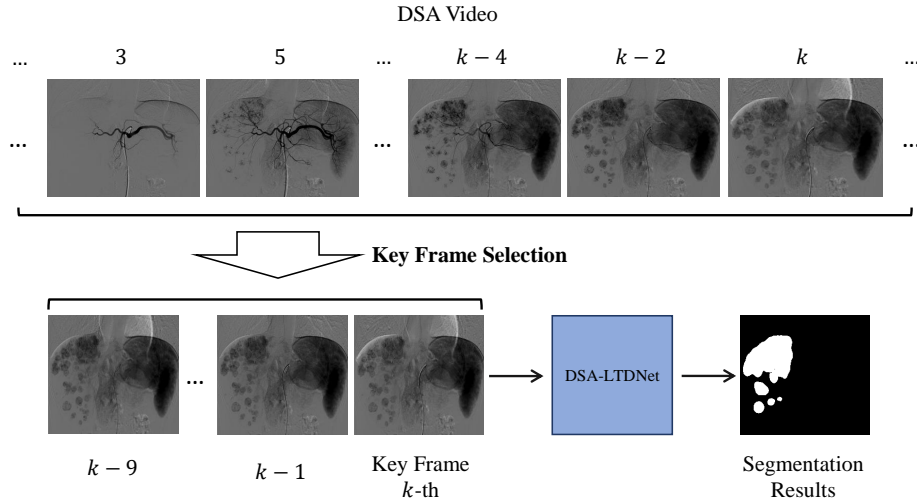 DSA Video
... 3 5 ... k − 4 k − 2 k ...
... ... ...
Key Frame Selection
...
DSA-LTDNet
k − 9 k − 1 Key Frame Segmentation
k-th Results